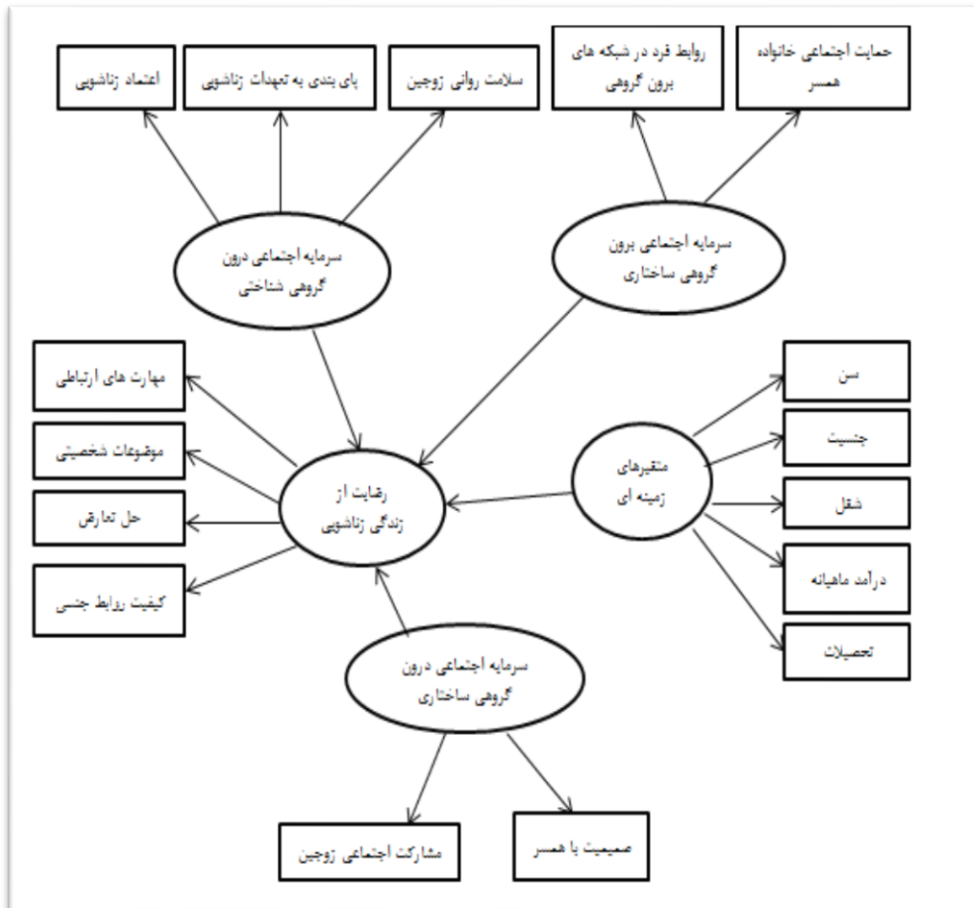 حمایت اجتماعی خانواده
همسر
روابط فرد در شبکه های
برون گروهی
سلامت روانی زوجین
پای بندی به تعهدات زناشویی
اعتماد زناشویی
سرمایه اجتماعی برون
گروهی ساختاری
سرمایه اجتماعی درون
گروهی شناختی
سن
جنسیت
شغل
درآمد ماهیانه
تحصیلات
متغیرهای
زمینه ای
رضایت از
زندگی زناشویی
مهارت های ارتباطی
موضوعات شخصیتی
حل تعارض
کیفیت روابط جنسی
سرمایه اجتماعی درون
گروهی ساختاری
صمیمیت با همسر
مشارکت اجتماعی زوجین